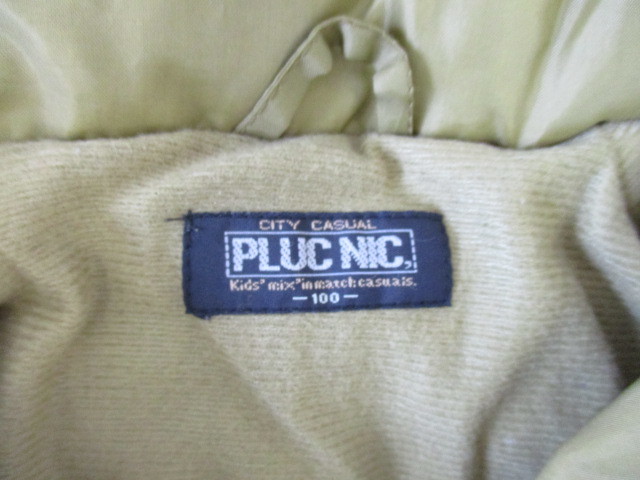 CITY CASUAL
PLUC NIC,
Kids' mix'in match casuals.
— 100 —